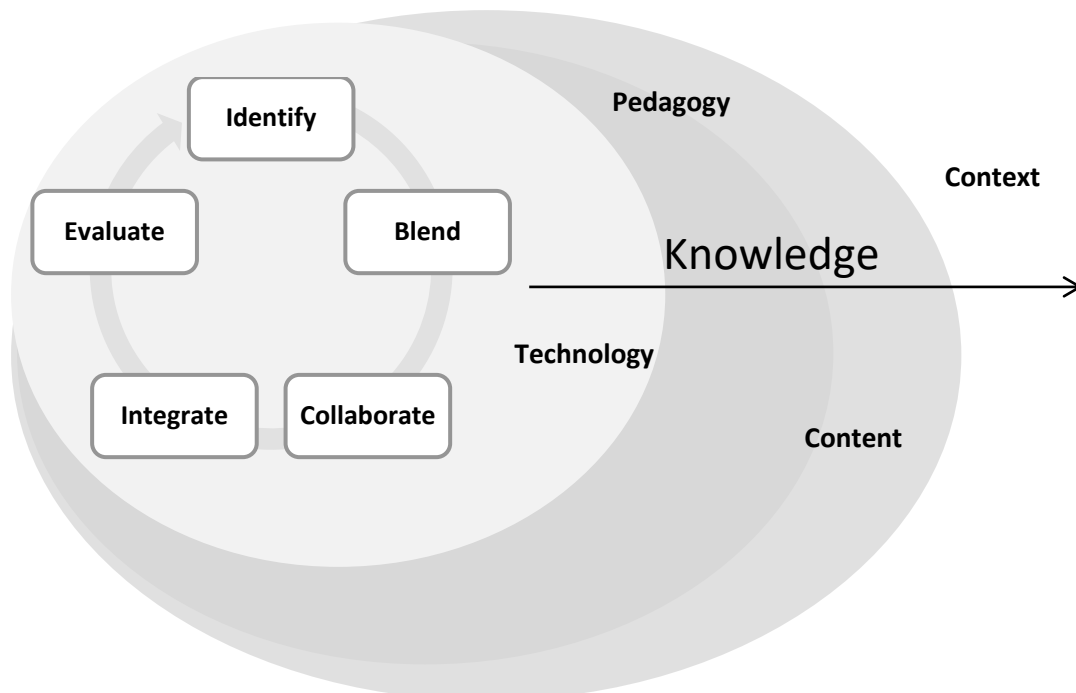 Identify
Pedagogy
Context
Evaluate
Blend
Knowledge
Technology
Integrate
Collaborate
Content